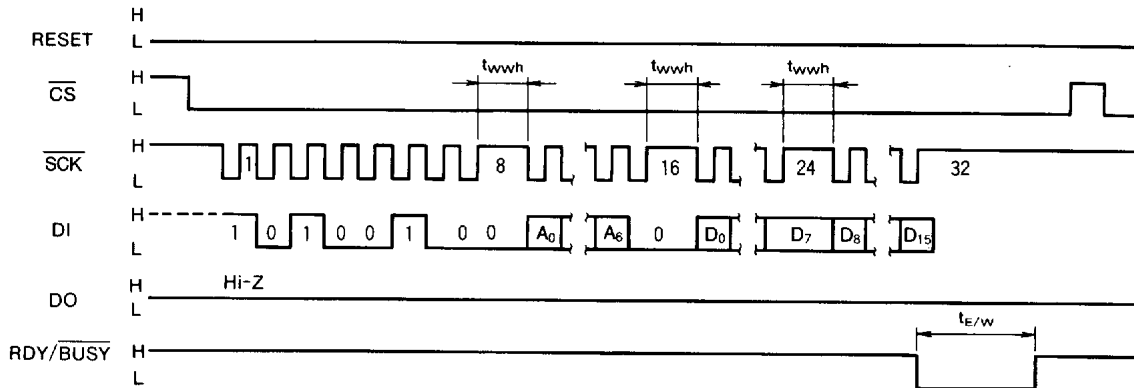 H
RESET L
tWWh tWWh tWWh
H
CS
L
H
SCK 1 8 16 24 32
L
H
DI 1 0 1 0 0 1 0 0 A0 A6 0 D0 D7 D8 D15
L
H Hi-Z
DO
L
tE/W
RDY/BUSY H
L